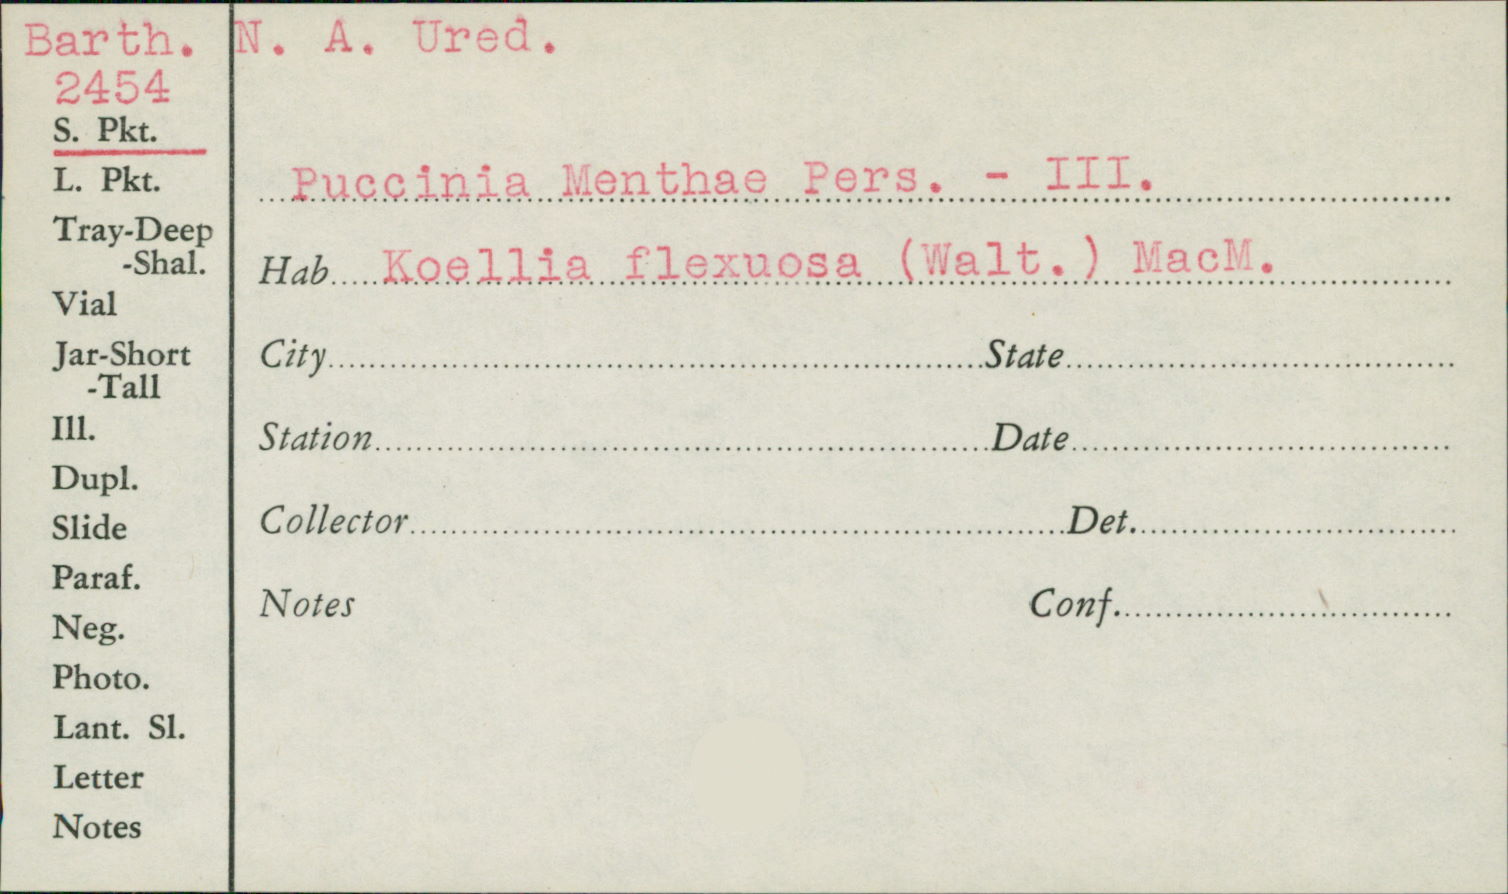 Barth. N. A. Ured.
2454
S. Pkt.
L. Pkt.
Tray-Deep
-Shal.
Vial
Jar-Short
-Tall
Ill.
Dupl.
Slide
Paraf.
Neg.
Photo.
Lant. Sl.
Letter
Notes
Puccinia Menthae Pers. - III.
Hab. Koellia flexuosa (Walt.) MacM.
City State
Station Date
Collector Det.
Notes Conf.